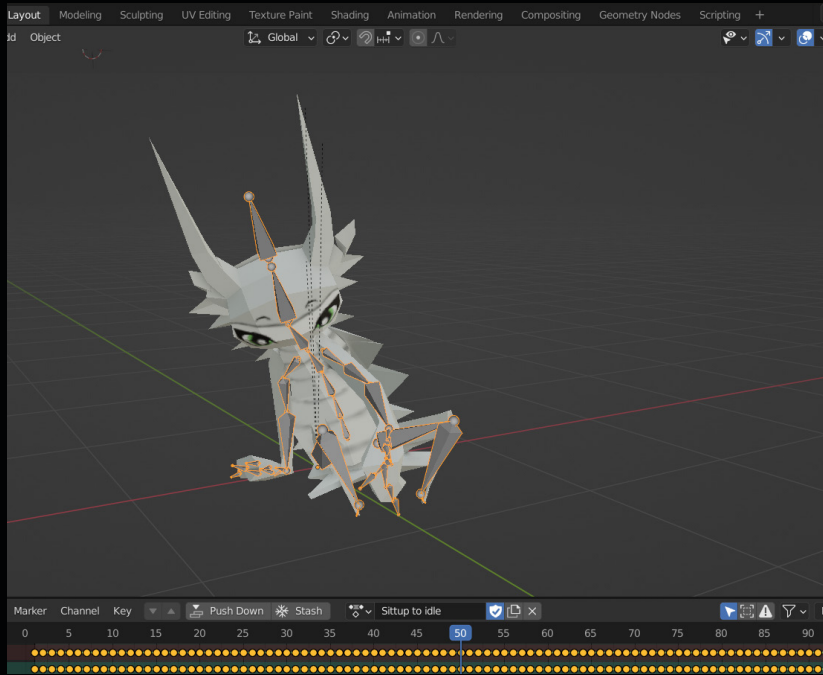 Layout Modeling Sculpting UV Editing Texture Paint Shading Animation Rendering Compositing Geometry Nodes Scripting +
dd Object Global
Marker Channel Key Push Down Stash Sittup to idle
0 5 10 15 20 25 30 35 40 45 50 55 60 65 70 75 80 85 90